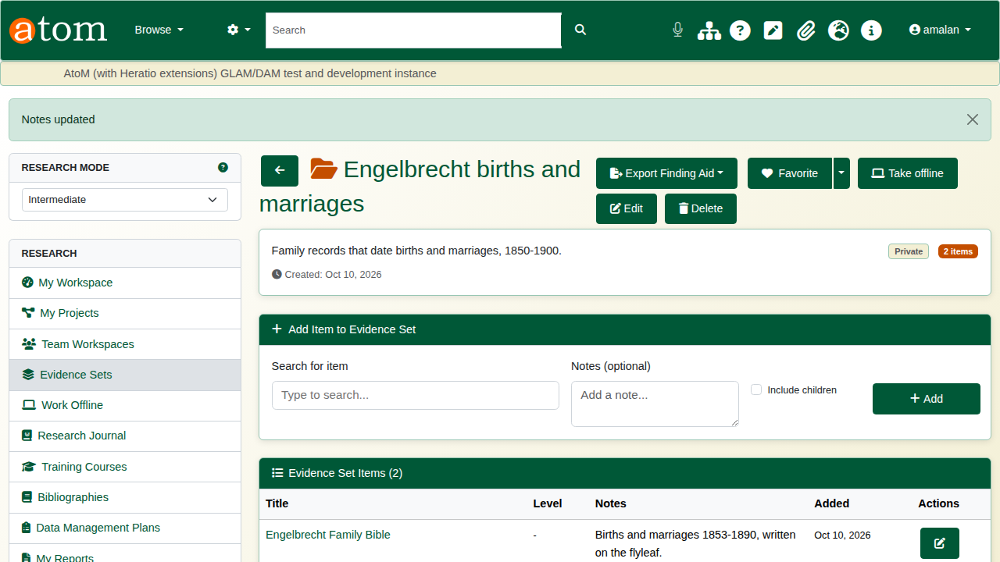 atom
Browse
Search
amalan
AtoM (with Heratio extensions) GLAM/DAM test and development instance
Notes updated
RESEARCH MODE
Intermediate
RESEARCH
My Workspace
My Projects
Team Workspaces
Evidence Sets
Work Offline
Research Journal
Training Courses
Bibliographies
Data Management Plans
My Reports
Engelbrecht births and
marriages
Export Finding Aid
Favorite
Take offline
Edit
Delete
Family records that date births and marriages, 1850-1900.
Private
2 items
Created: Oct 10, 2026
Add Item to Evidence Set
Search for item
Notes (optional)
Type to search...
Add a note...
Include children
Add
Evidence Set Items (2)
Title Level Notes Added Actions
Engelbrecht Family Bible - Births and marriages 1853-1890, written Oct 10, 2026
on the flyleaf.